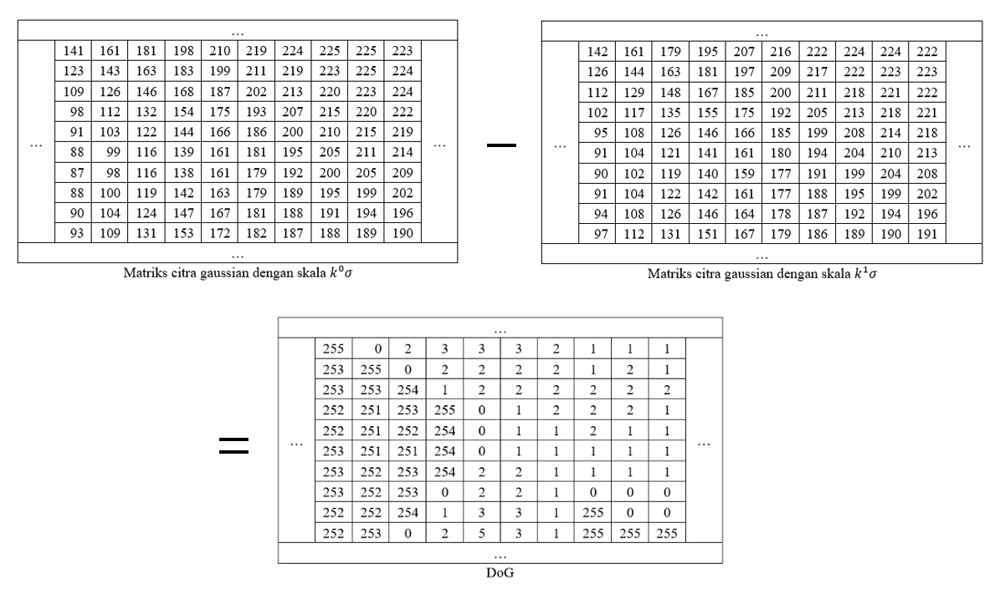 ...
141 161 181 198 210 219 224 225 225 223
123 143 163 183 199 211 219 223 225 224
109 126 146 168 187 202 213 220 223 224
98 112 132 154 175 193 207 215 220 222
91 103 122 144 166 186 200 210 215 219
... ...
88 99 116 139 161 181 195 205 211 214
87 98 116 138 161 179 192 200 205 209
88 100 119 142 163 179 189 195 199 202
90 104 124 147 167 181 188 191 194 196
93 109 131 153 172 182 187 188 189 190
...
Matriks citra gaussian dengan skala k⁰σ
—
...
142 161 179 195 207 216 222 224 224 222
126 144 163 181 197 209 217 222 223 223
112 129 148 167 185 200 211 218 221 222
102 117 135 155 175 192 205 213 218 221
95 108 126 146 166 185 199 208 214 218
... ...
91 104 121 141 161 180 194 204 210 213
90 102 119 140 159 177 191 199 204 208
91 104 122 142 161 177 188 195 199 202
94 108 126 146 164 178 187 192 194 196
97 112 131 151 167 179 186 189 190 191
...
Matriks citra gaussian dengan skala k¹σ
=
...
255 0 2 3 3 3 2 1 1 1
253 255 0 2 2 2 2 1 2 1
253 253 254 1 2 2 2 2 2 2
252 251 253 255 0 1 2 2 2 1
252 251 252 254 0 1 1 2 1 1
... ...
253 251 251 254 0 1 1 1 1 1
253 252 253 254 2 2 1 1 1 1
253 252 253 0 2 2 1 0 0 0
252 252 254 1 3 3 1 255 0 0
252 253 0 2 5 3 1 255 255 255
...
DoG